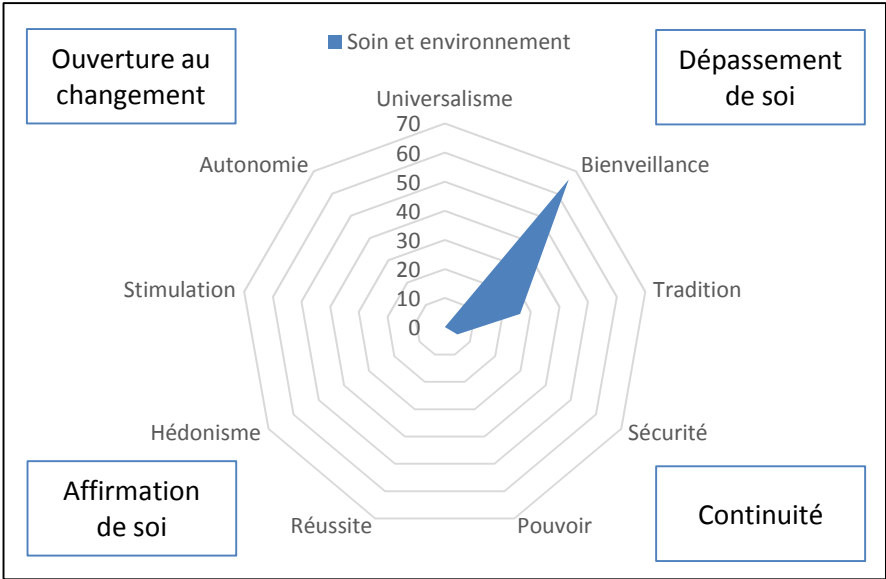 Ouverture au
changement
Soin et environnement
Dépassement
de soi
Universalisme
70
60
50
40
30
20
10
0
Autonomie
Bienveillance
Stimulation
Tradition
Hédonisme
Sécurité
Réussite
Pouvoir
Affirmation
de soi
Continuité